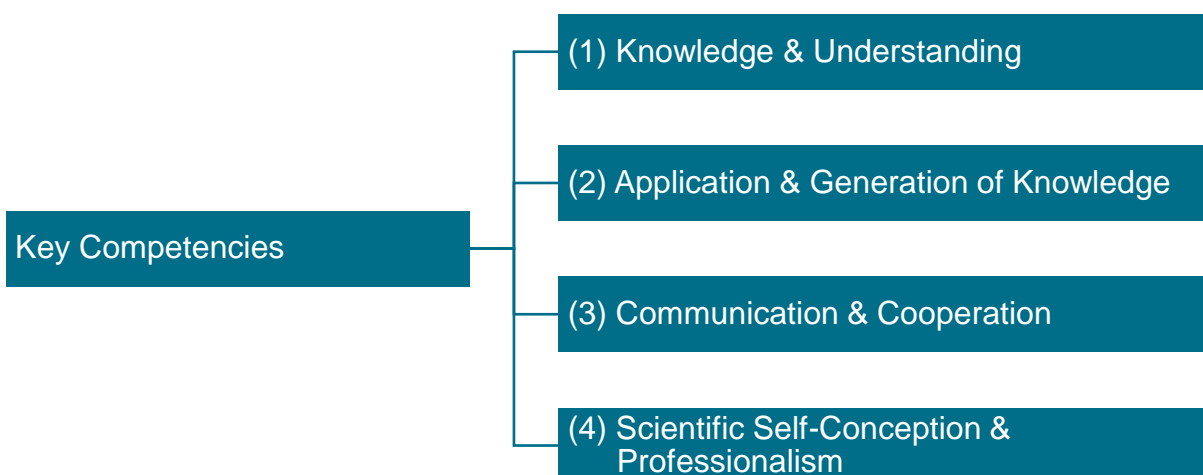 (1) Knowledge & Understanding
(2) Application & Generation of Knowledge
Key Competencies
(3) Communication & Cooperation
(4) Scientific Self-Conception &
Professionalism